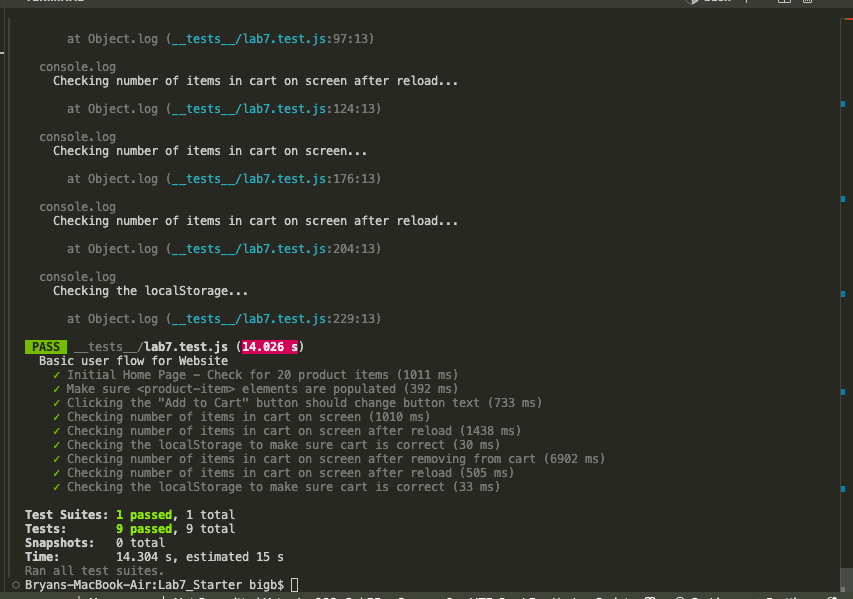 at Object.log (__tests__/lab7.test.js:97:13)
console.log
Checking number of items in cart on screen after reload...
at Object.log (__tests__/lab7.test.js:124:13)
console.log
Checking number of items in cart on screen...
at Object.log (__tests__/lab7.test.js:176:13)
console.log
Checking number of items in cart on screen after reload...
at Object.log (__tests__/lab7.test.js:204:13)
console.log
Checking the localStorage...
at Object.log (__tests__/lab7.test.js:229:13)
PASS __tests__/lab7.test.js (14.026 s)
Basic user flow for Website
✓ Initial Home Page – Check for 20 product items (1011 ms)
✓ Make sure <product-item> elements are populated (392 ms)
✓ Clicking the "Add to Cart" button should change button text (733 ms)
✓ Checking number of items in cart on screen (1010 ms)
✓ Checking number of items in cart on screen after reload (1438 ms)
✓ Checking the localStorage to make sure cart is correct (30 ms)
✓ Checking number of items in cart on screen after removing from cart (6902 ms)
✓ Checking number of items in cart on screen after reload (505 ms)
✓ Checking the localStorage to make sure cart is correct (33 ms)
Test Suites: 1 passed, 1 total
Tests: 9 passed, 9 total
Snapshots: 0 total
Time: 14.304 s, estimated 15 s
Ran all test suites.
Bryans-MacBook-Air:Lab7_Starter bigb$